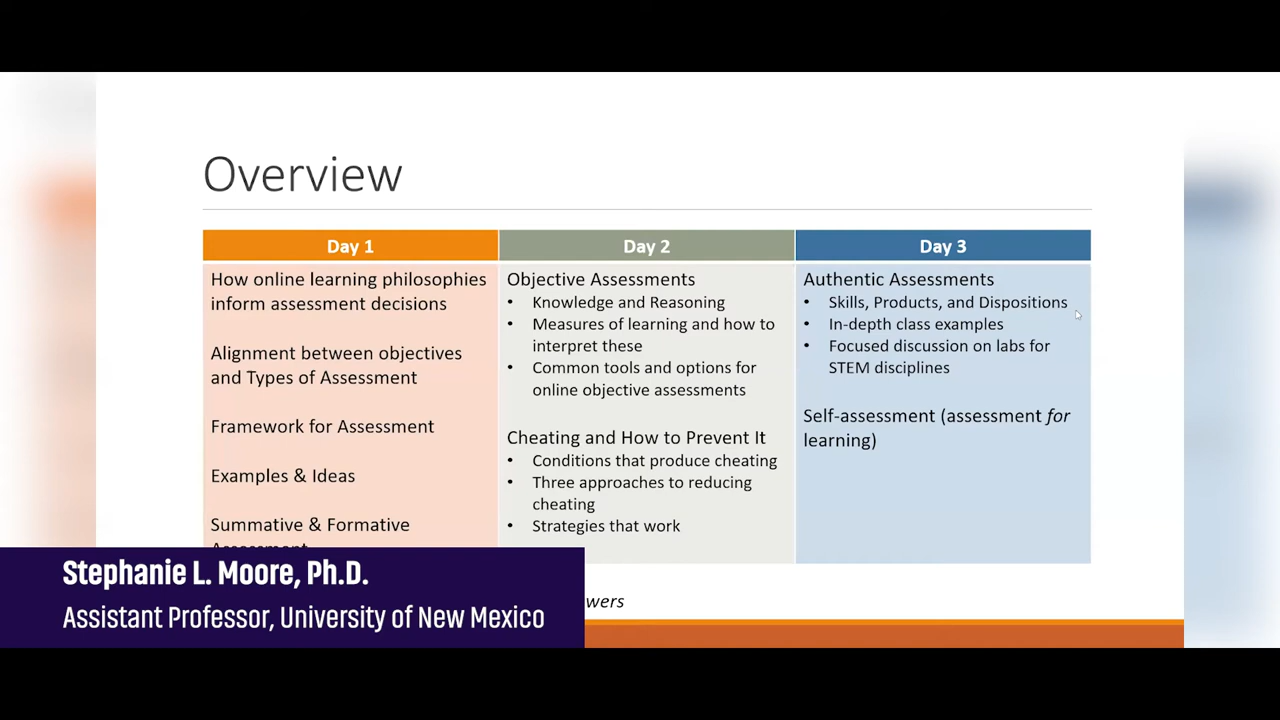 Overview
Day 1
How online learning philosophies
inform assessment decisions
Alignment between objectives
and Types of Assessment
Framework for Assessment
Examples & Ideas
Summative & Formative
Day 2
Objective Assessments
• Knowledge and Reasoning
• Measures of learning and how to
interpret these
• Common tools and options for
online objective assessments
Cheating and How to Prevent It
• Conditions that produce cheating
• Three approaches to reducing
cheating
• Strategies that work
Day 3
Authentic Assessments
• Skills, Products, and Dispositions
• In-depth class examples
• Focused discussion on labs for
STEM disciplines
Self-assessment (assessment for
learning)
Stephanie L. Moore, Ph.D.
Assistant Professor, University of New Mexico